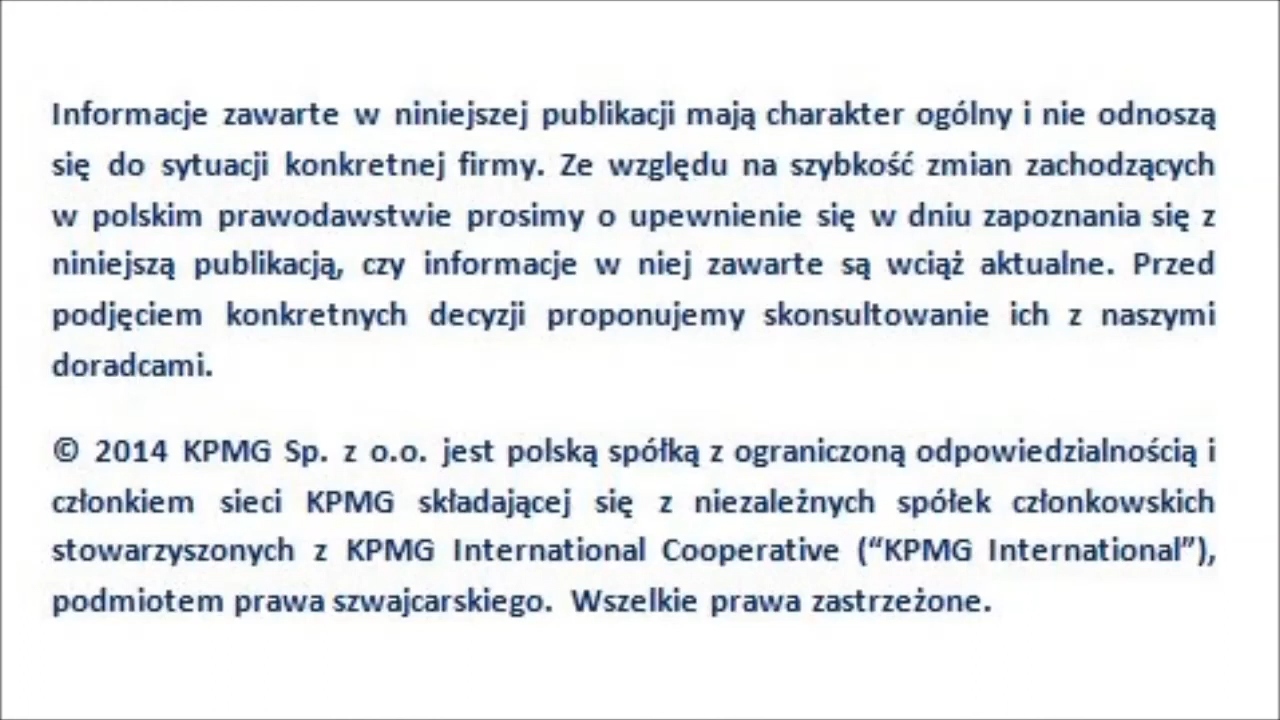 Informacje zawarte w niniejszej publikacji mają charakter ogólny i nie odnoszą
się do sytuacji konkretnej firmy. Ze względu na szybkość zmian zachodzących
w polskim prawodawstwie prosimy o upewnienie się w dniu zapoznania się z
niniejszą publikacją, czy informacje w niej zawarte są wciąż aktualne. Przed
podjęciem konkretnych decyzji proponujemy skonsultowanie ich z naszymi
doradcami.
© 2014 KPMG Sp. z o.o. jest polską spółką z ograniczoną odpowiedzialnością i
członkiem sieci KPMG składającej się z niezależnych spółek członkowskich
stowarzyszonych z KPMG International Cooperative (“KPMG International”),
podmiotem prawa szwajcarskiego. Wszelkie prawa zastrzeżone.